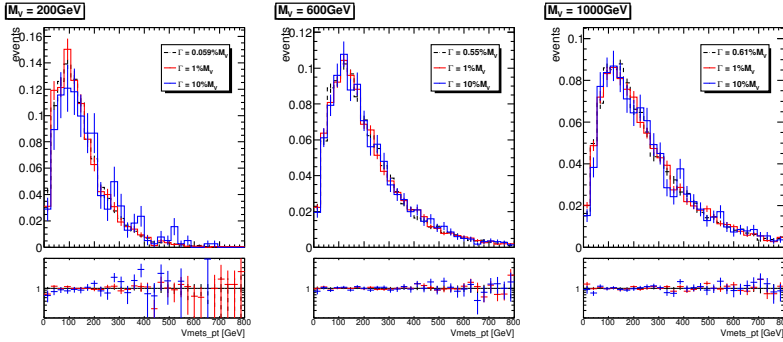 M_V = 200GeV
events
0.16
0.14
0.12
0.1
0.08
0.06
0.04
0.02
0
Γ = 0.059%M_V
Γ = 1%M_V
Γ = 10%M_V
1
0 100 200 300 400 500 600 700 800
Vmets_pt [GeV]
M_V = 600GeV
events
0.12
0.1
0.08
0.06
0.04
0.02
0
Γ = 0.55%M_V
Γ = 1%M_V
Γ = 10%M_V
1
0 100 200 300 400 500 600 700 800
Vmets_pt [GeV]
M_V = 1000GeV
events
0.1
0.08
0.06
0.04
0.02
0
Γ = 0.61%M_V
Γ = 1%M_V
Γ = 10%M_V
1
0 100 200 300 400 500 600 700 800
Vmets_pt [GeV]